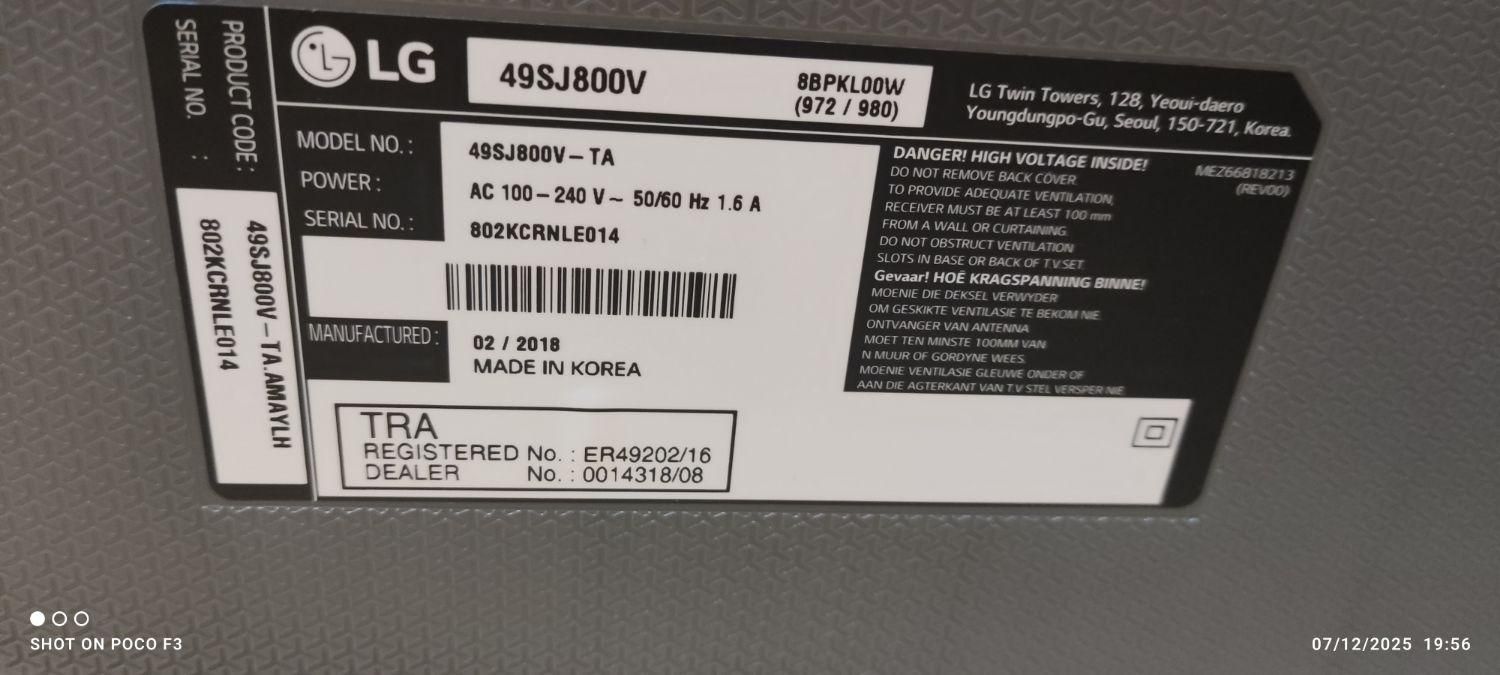 PRODUCT CODE :
SERIAL NO. :
49SJ800V-TA.AMAYLH
802KCRNLE014
LG
49SJ800V
8BPKL00W
(972 / 980)
LG Twin Towers, 128, Yeoui-daero
Youngdungpo-Gu, Seoul, 150-721, Korea.
MODEL NO. :
49SJ800V-TA
POWER :
AC 100-240 V~ 50/60 Hz 1.6 A
SERIAL NO. :
802KCRNLE014
MANUFACTURED :
02 / 2018
MADE IN KOREA
DANGER! HIGH VOLTAGE INSIDE!
DO NOT REMOVE BACK COVER.
TO PROVIDE ADEQUATE VENTILATION,
RECEIVER MUST BE AT LEAST 100 mm
FROM A WALL OR CURTAINING.
DO NOT OBSTRUCT VENTILATION
SLOTS IN BASE OR BACK OF T.V.SET.
Gevaar! HOË KRAGSPANNING BINNE!
MOENIE DIE DEKSEL VERWYDER
OM GESKIKTE VENTILASIE TE BEKOM NIE.
ONTVANGER VAN ANTENNA
MOET TEN MINSTE 100MM VAN
N MUUR OF GORDYNE WEES.
MOENIE VENTILASIE GLEUWE ONDER OF
AAN DIE AGTERKANT VAN T.V STEL VERSPER NIE
MEZ66818213
(REV00)
TRA
REGISTERED No. : ER49202/16
DEALER No. : 0014318/08
SHOT ON POCO F3
07/12/2025 19:56